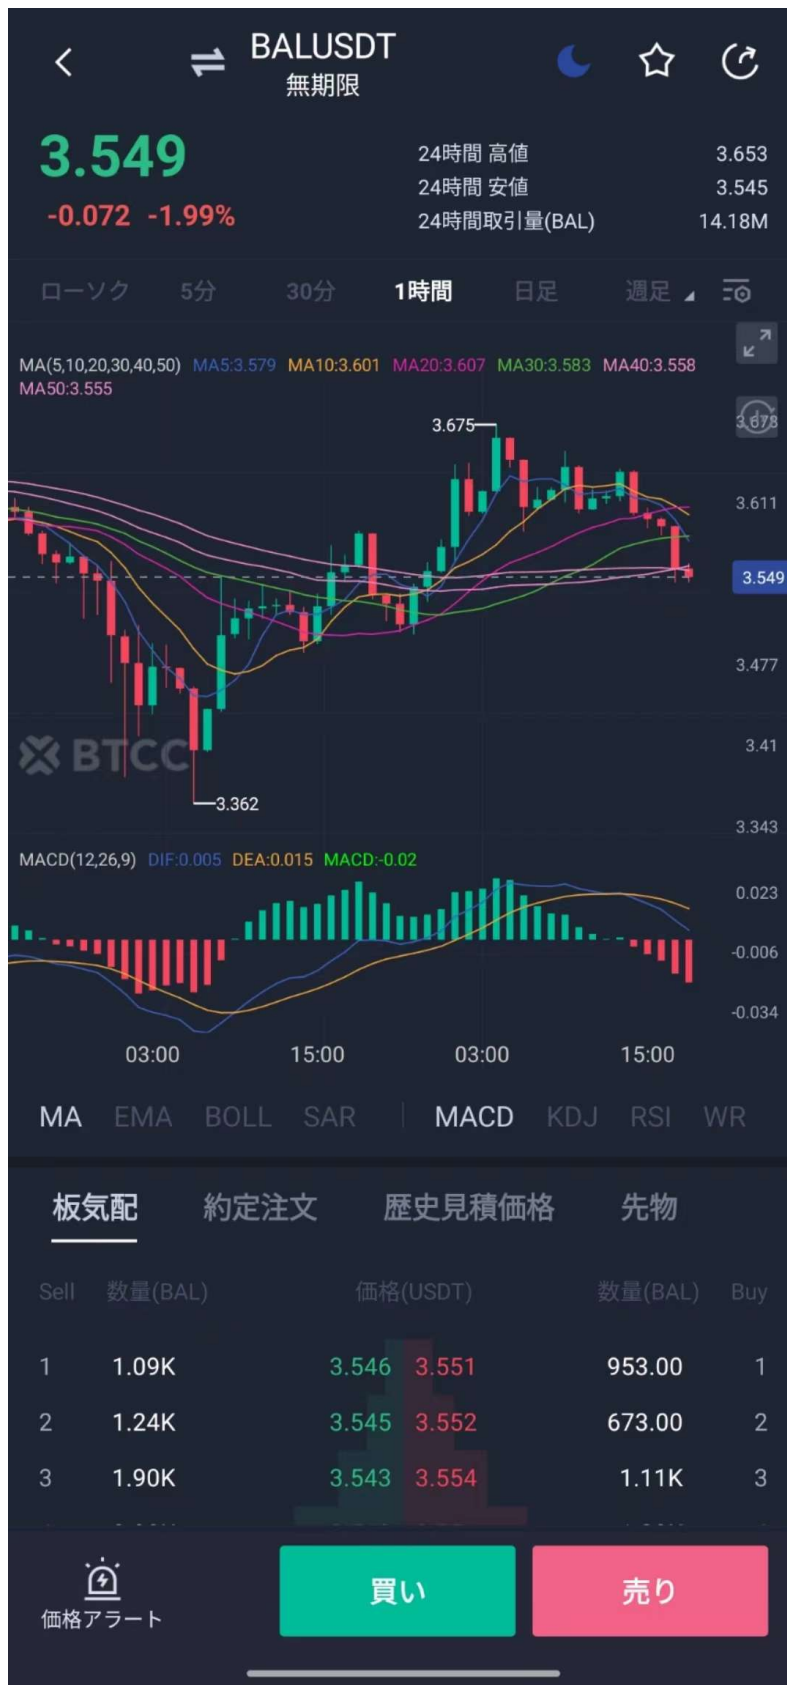 BALUSDT
無期限
3.549
-0.072 -1.99%
24時間 高値 3.653
24時間 安値 3.545
24時間取引量(BAL) 14.18M
ローソク 5分 30分 1時間 日足 週足
MA(5,10,20,30,40,50) MA5:3.579 MA10:3.601 MA20:3.607 MA30:3.583 MA40:3.558
MA50:3.555
3.675
3.678
3.611
3.549
3.477
BTCC
3.41
3.362
3.343
MACD(12,26,9) DIF:0.005 DEA:0.015 MACD:-0.02
0.023
-0.006
-0.034
03:00 15:00 03:00 15:00
MA EMA BOLL SAR MACD KDJ RSI WR
板気配 約定注文 歴史見積価格 先物
Sell 数量(BAL) 価格(USDT) 数量(BAL) Buy
1 1.09K 3.546 3.551 953.00 1
2 1.24K 3.545 3.552 673.00 2
3 1.90K 3.543 3.554 1.11K 3
価格アラート
買い
売り